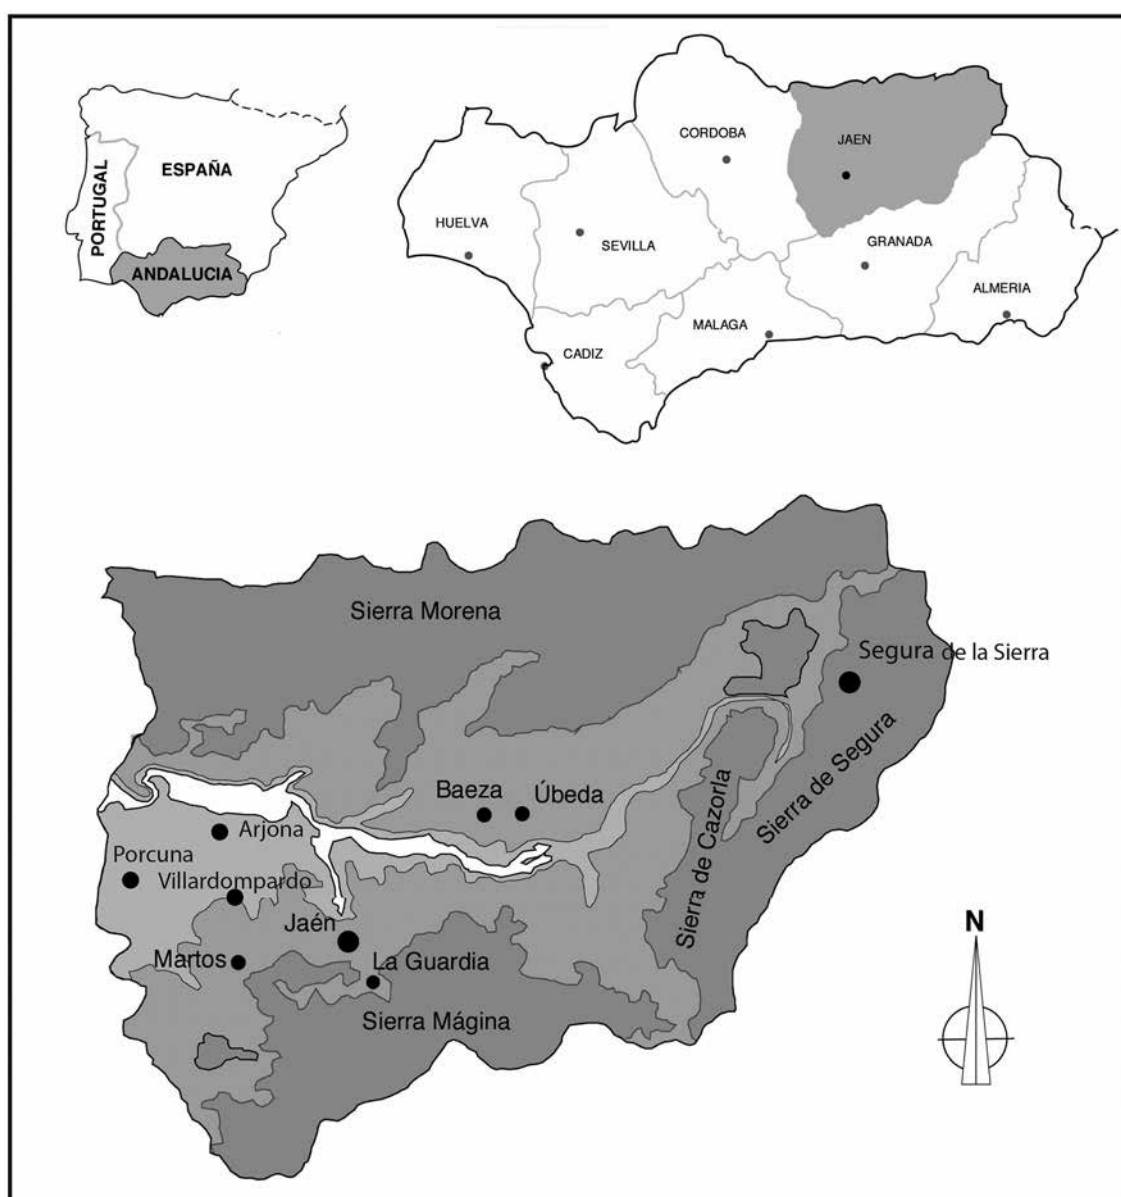 PORTUGAL
ESPAÑA
ANDALUCIA
CORDOBA
JAEN
HUELVA
SEVILLA
GRANADA
ALMERIA
MALAGA
CADIZ
Sierra Morena
Segura de la Sierra
Baeza
Úbeda
Sierra de Cazorla
Sierra de Segura
Arjona
Porcuna
Villardompardo
Jaén
Martos
La Guardia
Sierra Mágina
N